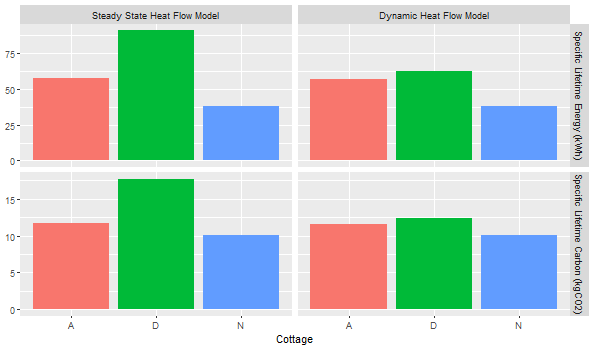 Steady State Heat Flow Model
Dynamic Heat Flow Model
75
50
25
0
Specific Lifetime Energy (kWh)
15
10
5
0
Specific Lifetime Carbon (kgCO2)
A
D
N
A
D
N
Cottage